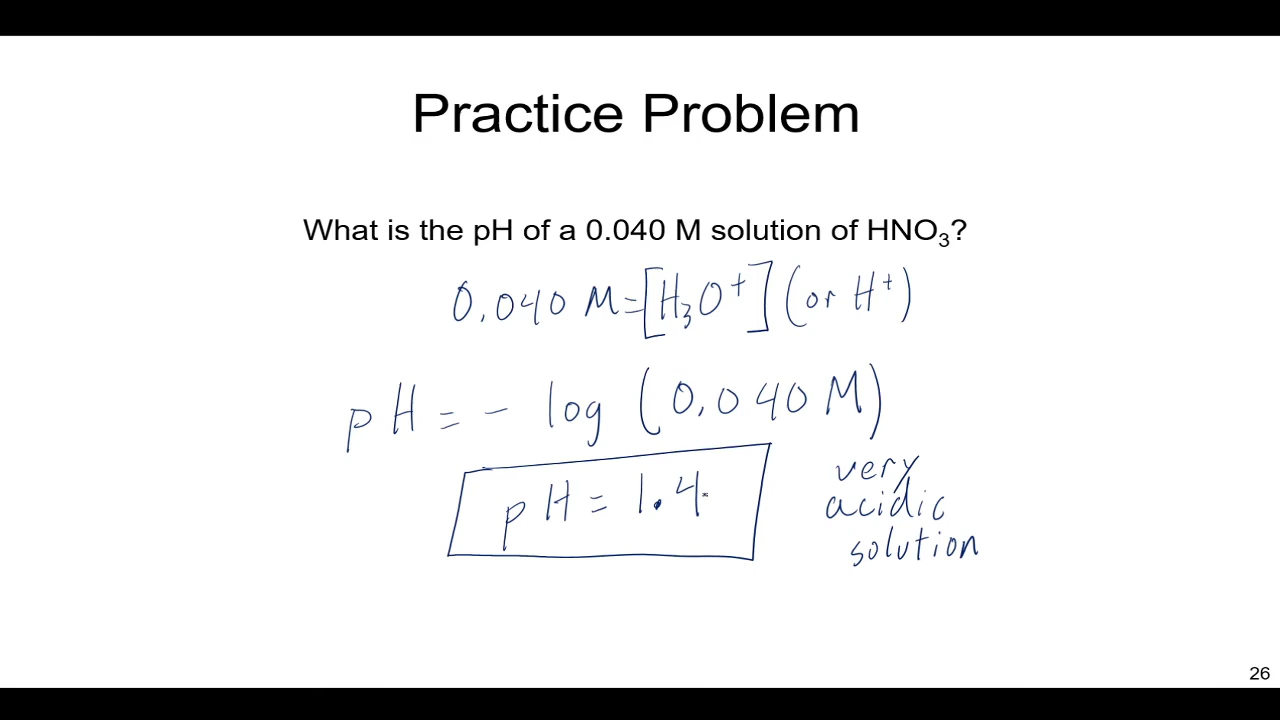 Practice Problem
What is the pH of a 0.040 M solution of HNO₃?
0.040 M = [H₃O⁺] (or H⁺)
pH = - log (0.040 M)
pH = 1.4
very
acidic
solution
26